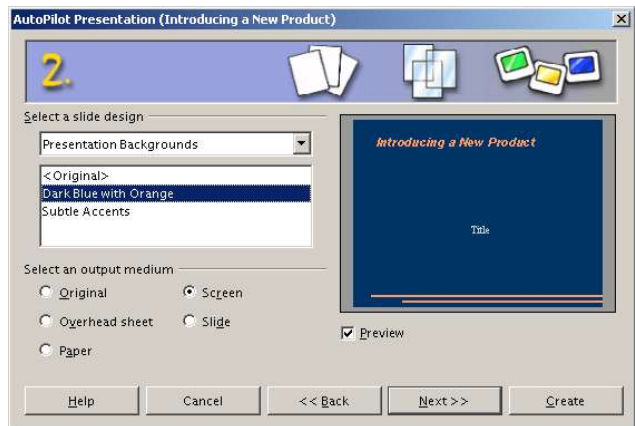 AutoPilot Presentation (Introducing a New Product)
2.
Select a slide design
Presentation Backgrounds
<Original>
Dark Blue with Orange
Subtle Accents
Introducing a New Product
Title
Select an output medium
Original
Screen
Overhead sheet
Slide
Paper
Preview
Help
Cancel
<< Back
Next >>
Create